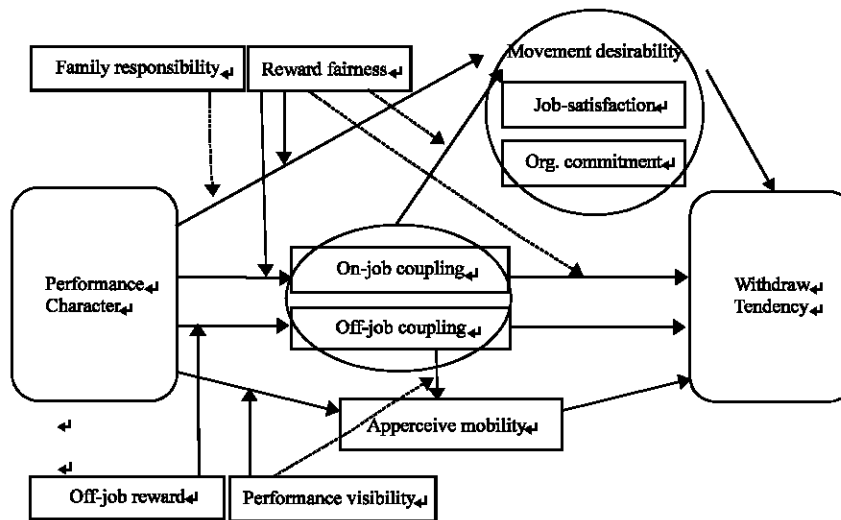 Family responsibility↵
Reward fairness↵
Movement desirability
Job-satisfaction↵
Org. commitment↵
Performance↵
Character↵
On-job coupling↵
Off-job coupling↵
Withdraw↵
Tendency↵
Apperceive mobility↵
↵
↵
Off-job reward↵
Performance visibility↵